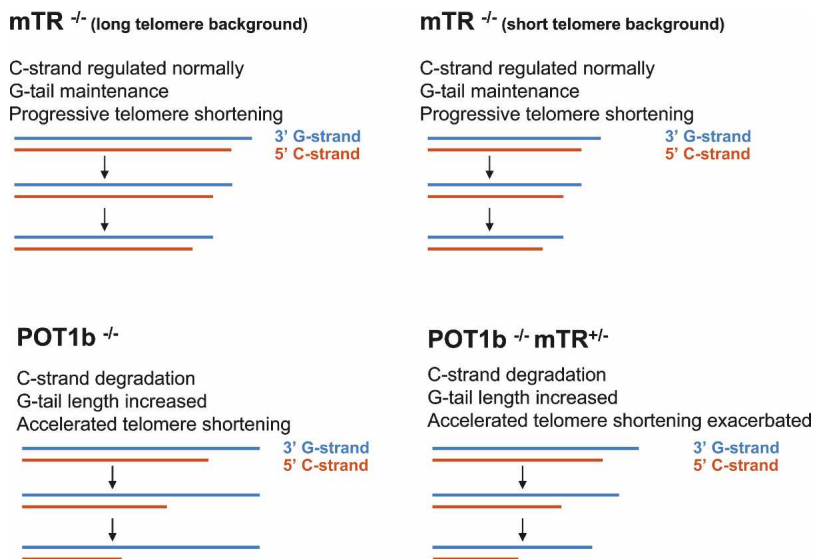 mTR -/- (long telomere background)
C-strand regulated normally
G-tail maintenance
Progressive telomere shortening
3' G-strand
5' C-strand
mTR -/- (short telomere background)
C-strand regulated normally
G-tail maintenance
Progressive telomere shortening
3' G-strand
5' C-strand
POT1b -/-
C-strand degradation
G-tail length increased
Accelerated telomere shortening
3' G-strand
5' C-strand
POT1b -/- mTR+/-
C-strand degradation
G-tail length increased
Accelerated telomere shortening exacerbated
3' G-strand
5' C-strand